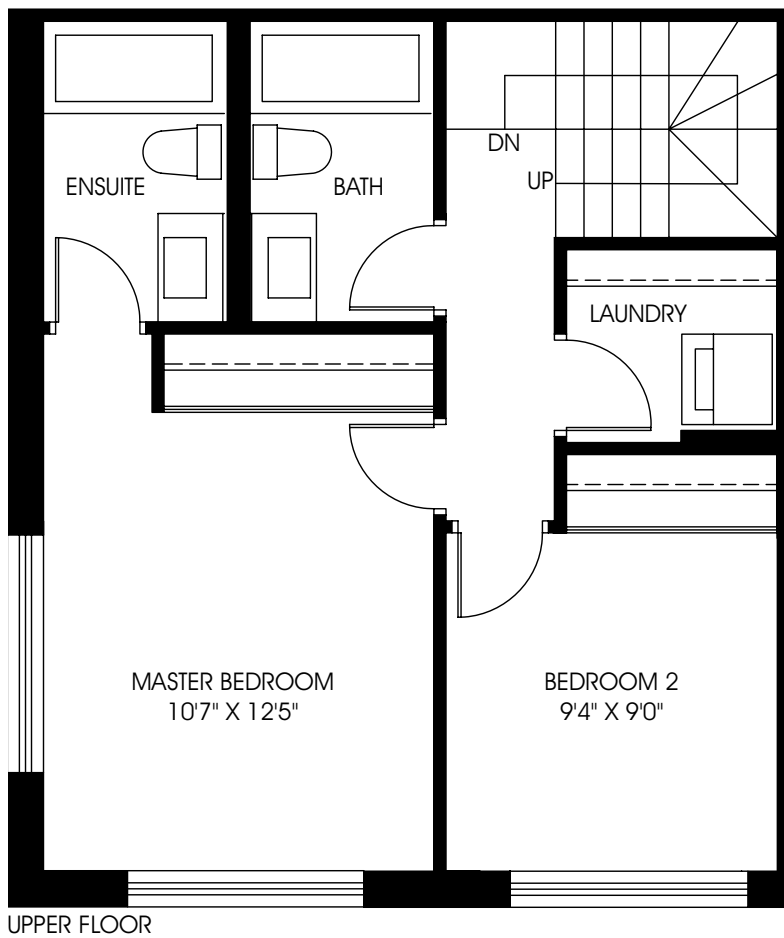 DN
UP
ENSUITE
BATH
LAUNDRY
MASTER BEDROOM
10'7" X 12'5"
BEDROOM 2
9'4" X 9'0"
UPPER FLOOR